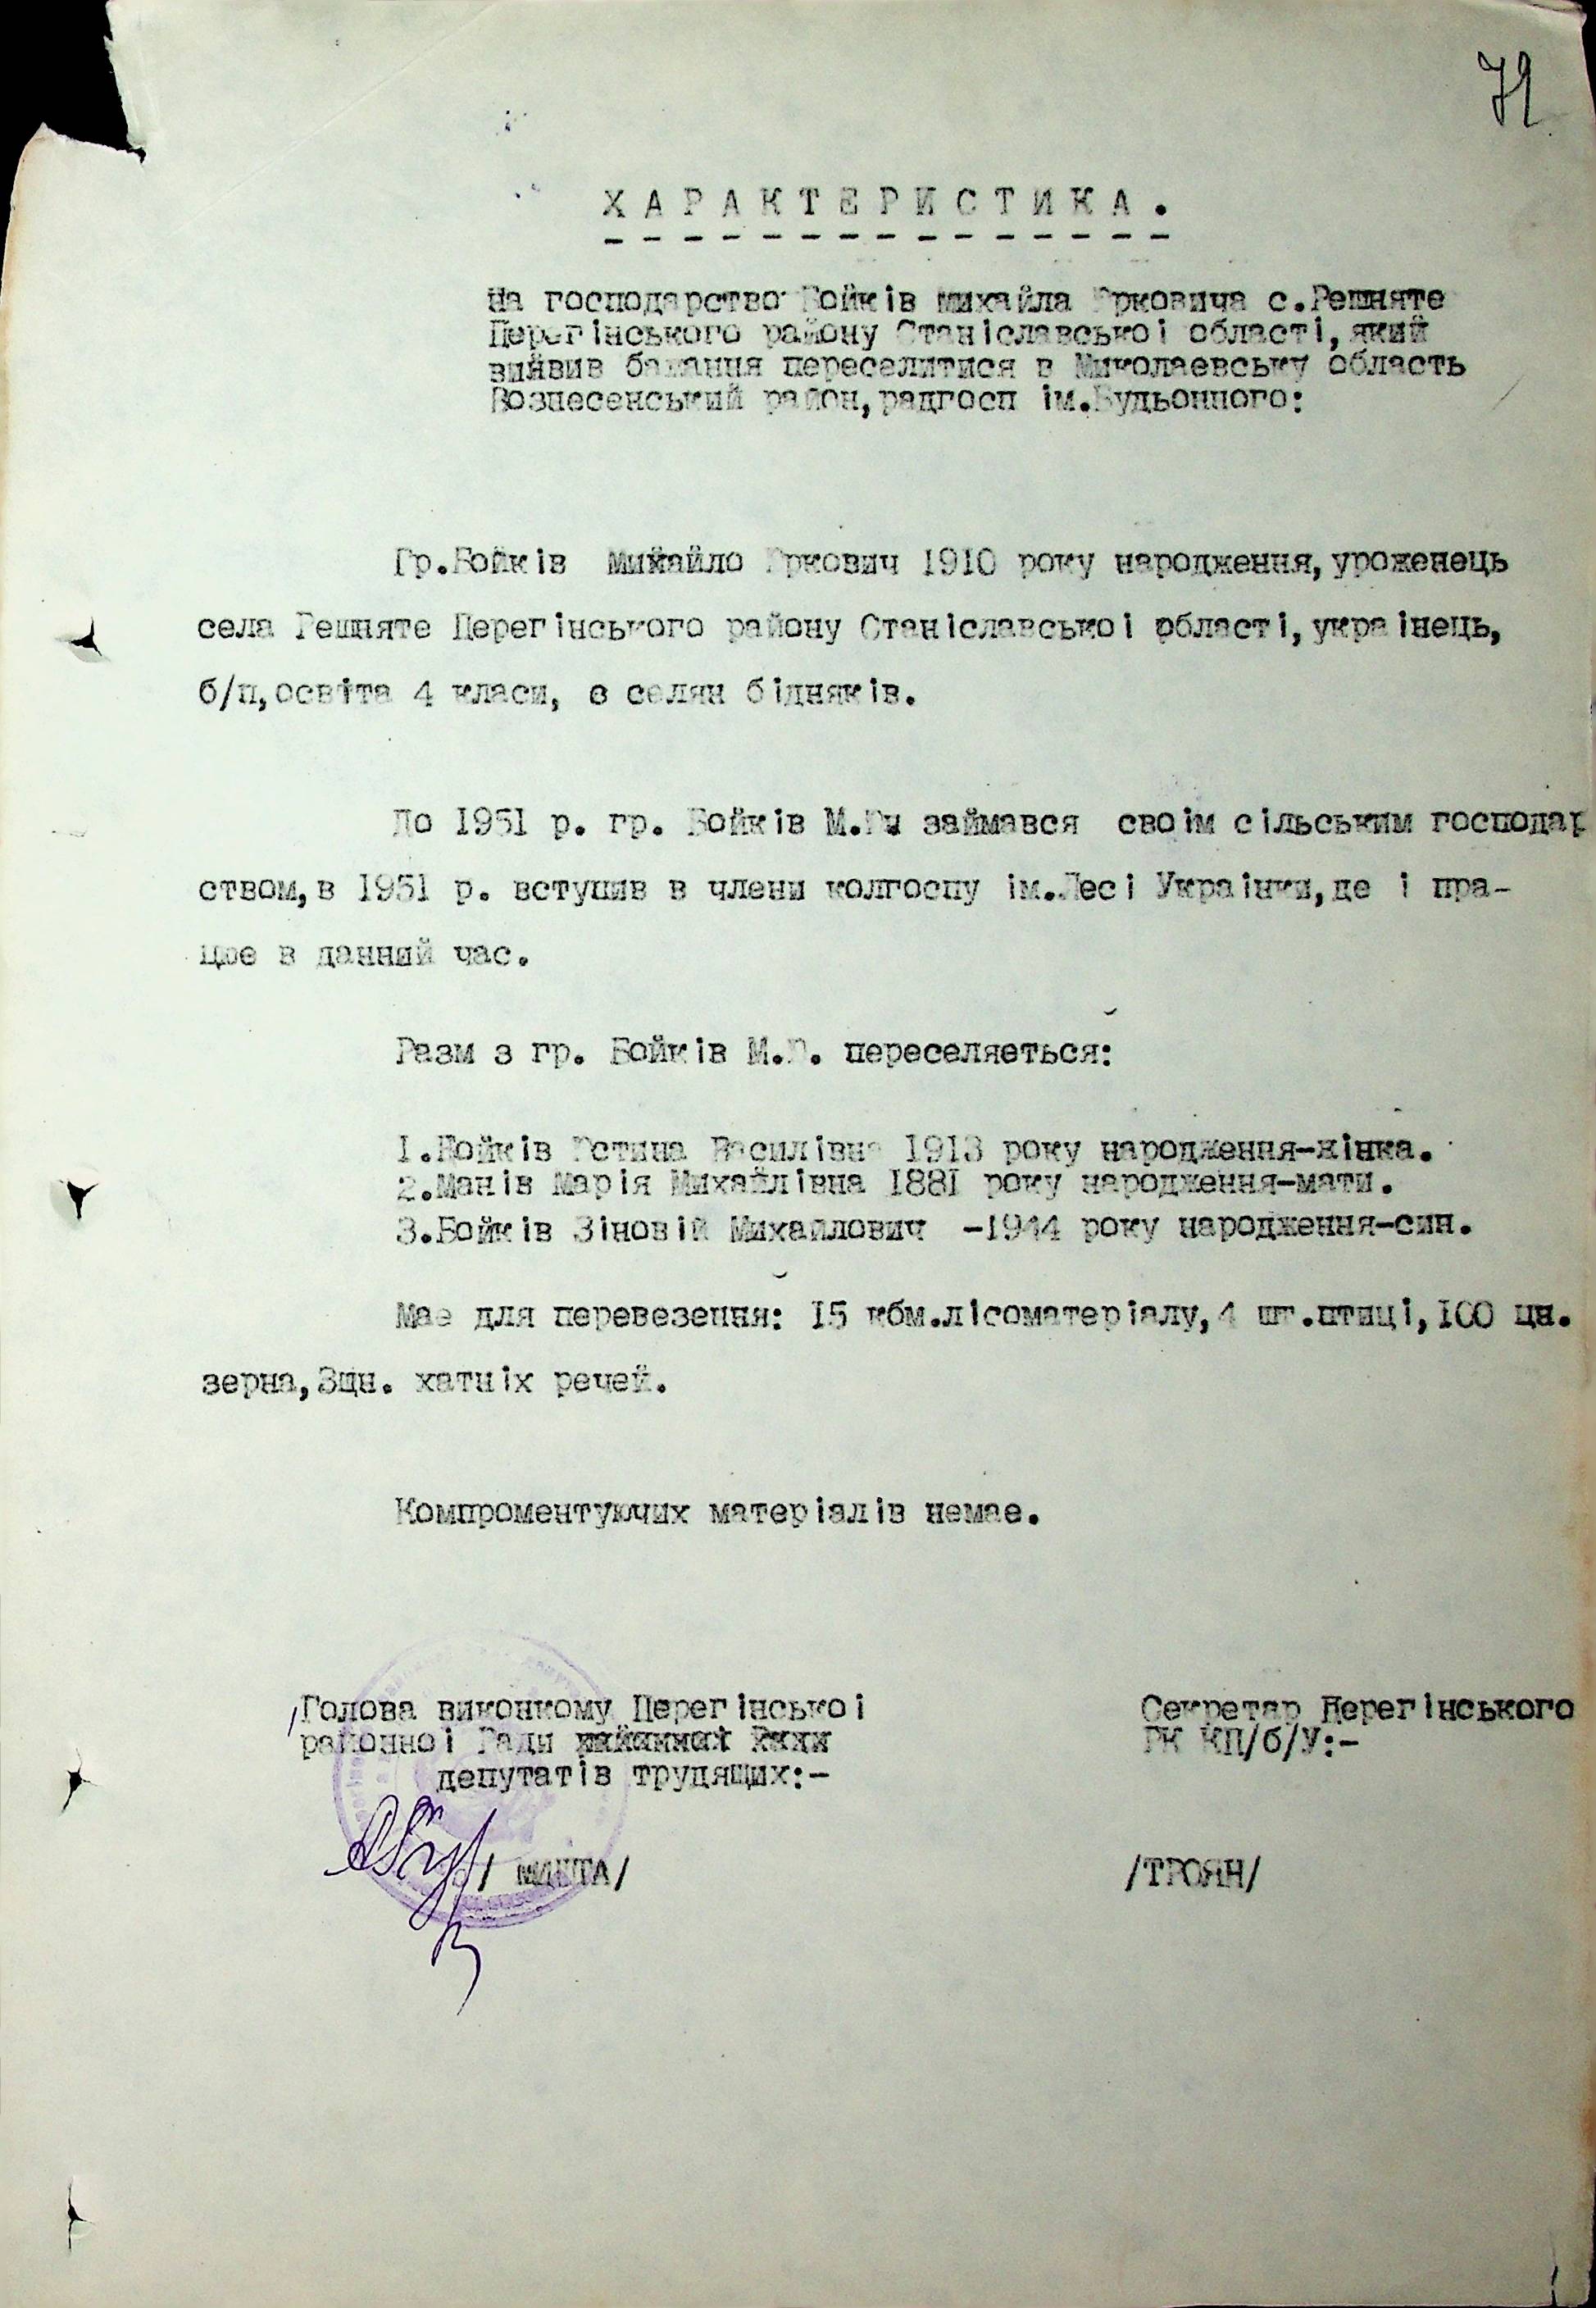 72
ХАРАКТЕРИСТИКА.
На господарство Бойків Михайла Юрковича с.Решняте
Перегінського району Станіславської області, який
виявив бажання переселитися в Миколаевську область
Вознесенський район, радгосп ім.Будьонного:
Гр.Бойків Михайло Юркович 1910 року народження, уроженець
села Решняте Перегінського району Станіславської області, українець,
б/п, освіта 4 класи, з селян бідняків.
До 1951 р. гр. Бойків М.Ю. займався своїм сільським господар
ством, в 1951 р. вступив в члени колгоспу ім.Лесі Українки, де і пра-
цюе в данний час.
Разм з гр. Бойків М.Ю. переселяеться:
1.Бойків Юстина Василівна 1913 року народження-жінка.
2.Манів Марія Михайлівна 1881 року народження-мати.
3.Бойків Зіновій Михайлович -1944 року народження-син.
Мае для перевезення: 15 кбм.лісоматеріалу, 4 шт.птиці, 100 цн.
зерна, 3цн. хатніх речей.
Компроментуючих матеріалів немае.
Голова виконкому Перегінської
районної Ради
депутатів трудящих:-
Секретар Перегінського
РК КП/б/У:-
/ТРОЯН/